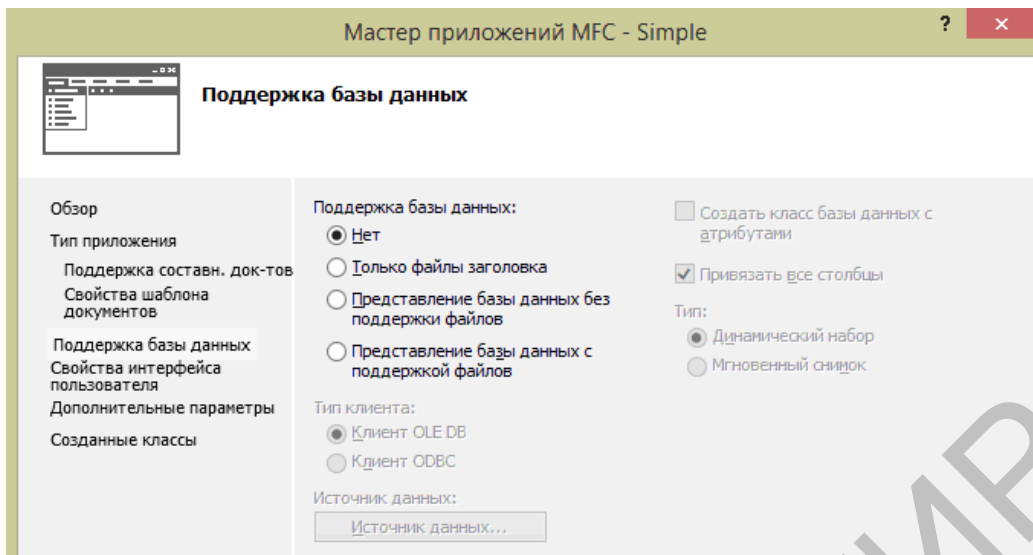 Мастер приложений MFC - Simple
?
×
Поддержка базы данных
Обзор
Тип приложения
Поддержка составн. док-тов
Свойства шаблона
документов
Поддержка базы данных
Свойства интерфейса
пользователя
Дополнительные параметры
Созданные классы
Поддержка базы данных:
Нет
Только файлы заголовка
Представление базы данных без
поддержки файлов
Представление базы данных с
поддержкой файлов
Тип клиента:
Клиент OLE DB
Клиент ODBC
Источник данных:
Источник данных...
Создать класс базы данных с
атрибутами
Привязать все столбцы
Тип:
Динамический набор
Мгновенный снимок